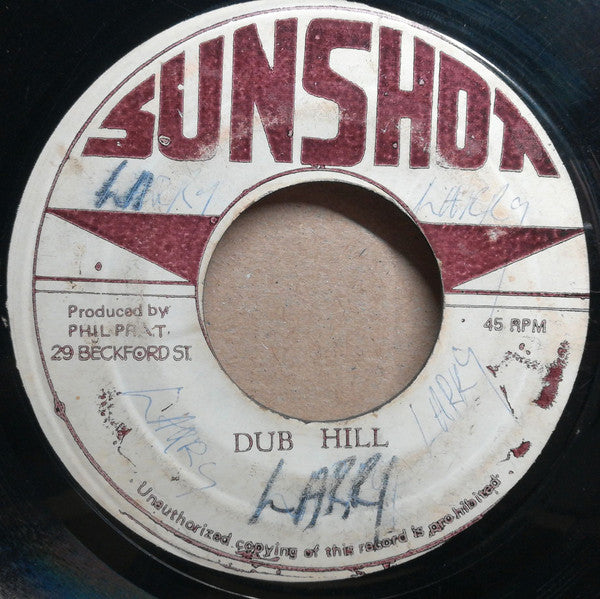 SUNSHOT
LARRY
LARRY
Produced by
PHIL PRAT.
29 BECKFORD ST.
45 RPM
LARRY
LARRY
DUB HILL
LARRY
Unauthorized copying of this record is prohibited.